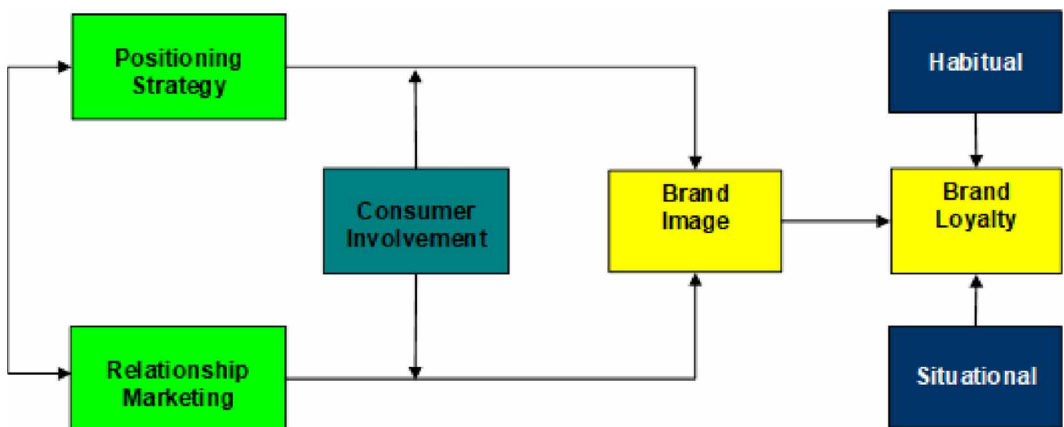 Positioning
Strategy
Habitual
Consumer
Involvement
Brand
Image
Brand
Loyalty
Relationship
Marketing
Situational